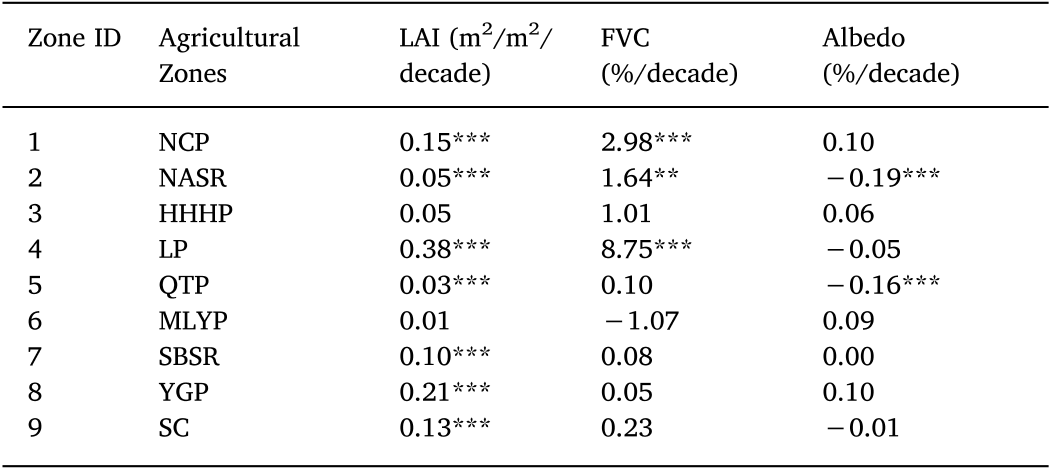 Zone ID Agricultural Zones LAI (m²/m²/decade) FVC (%/decade) Albedo (%/decade)
1 NCP 0.15*** 2.98*** 0.10
2 NASR 0.05*** 1.64** −0.19***
3 HHHP 0.05 1.01 0.06
4 LP 0.38*** 8.75*** −0.05
5 QTP 0.03*** 0.10 −0.16***
6 MLYP 0.01 −1.07 0.09
7 SBSR 0.10*** 0.08 0.00
8 YGP 0.21*** 0.05 0.10
9 SC 0.13*** 0.23 −0.01